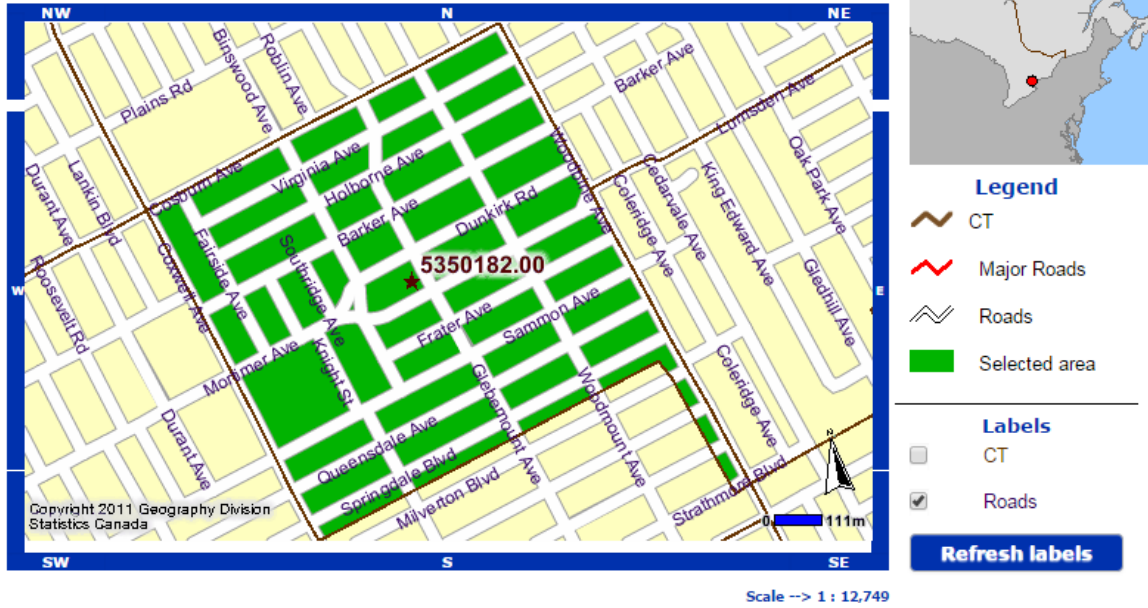 NW
N
NE
W
E
SW
S
SE
Plains Rd
Binswood Ave
Roblin Ave
Barker Ave
Lumsden Ave
Durant Ave
Lankin Blvd
Cosburn Ave
Virginia Ave
Holborne Ave
Barker Ave
Dunkirk Rd
Woodbine Ave
Coleridge Ave
Cedarvale Ave
King Edward Ave
Oak Park Ave
Gledhill Ave
Roosevelt Rd
Coxwell Ave
Fairside Ave
Southridge Ave
5350182.00
Frater Ave
Sammon Ave
Mortimer Ave
Knight St
Durant Ave
Glebemount Ave
Woodmount Ave
Coleridge Ave
Queensdale Ave
Springdale Blvd
Milverton Blvd
Strathmore Blvd
Copyright 2011 Geography Division
Statistics Canada
N
0 111m
Scale --> 1 : 12,749
Legend
CT
Major Roads
Roads
Selected area
Labels
CT
Roads
Refresh labels